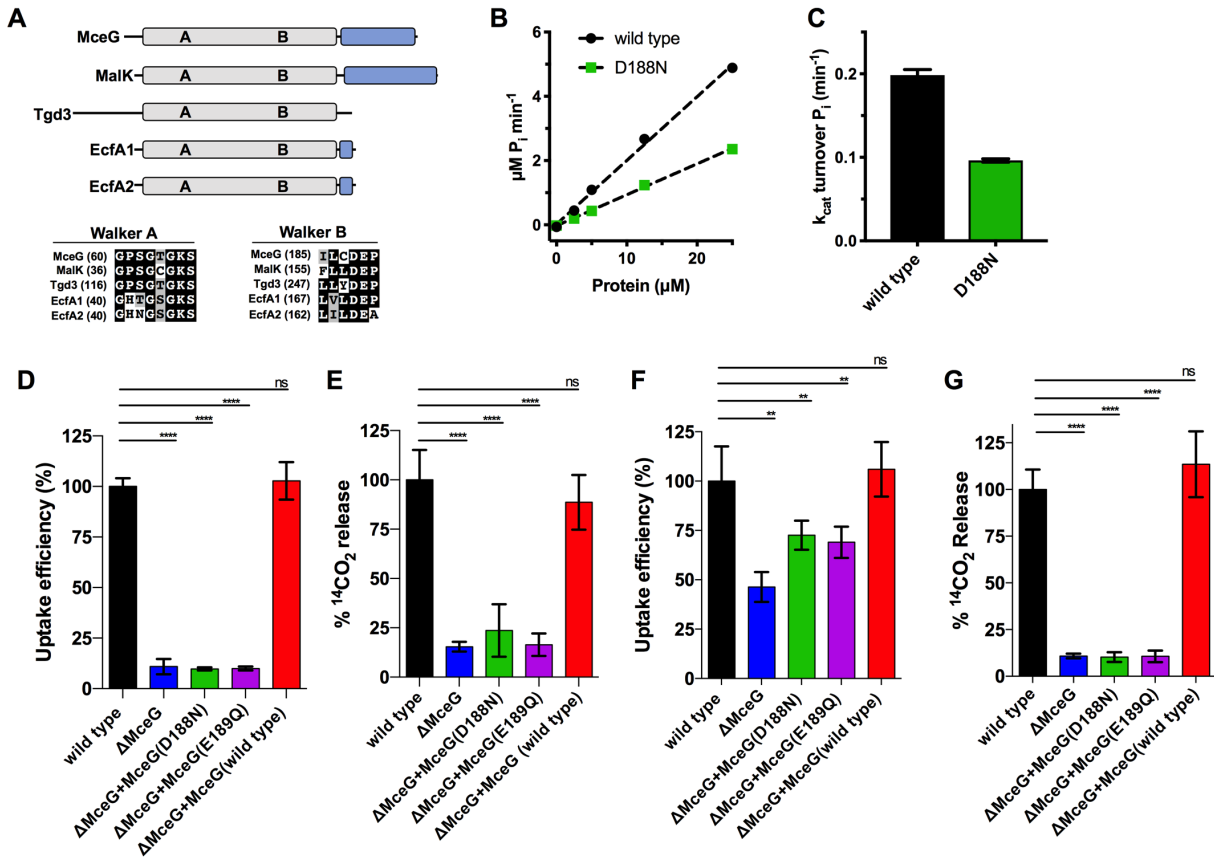 A
MceG
A
B
MalK
A
B
Tgd3
A
B
EcfA1
A
B
EcfA2
A
B
Walker A
MceG (60) GPSGTGKS
MalK (36) GPSGCGKS
Tgd3 (116) GPSGTGKS
EcfA1 (40) GHTGSGKS
EcfA2 (40) GHNGSGKS
Walker B
MceG (185) ILCDEP
MalK (155) FLLDEP
Tgd3 (247) LLYDEP
EcfA1 (167) LVLDEP
EcfA2 (162) LILDEA
B
wild type
D188N
6
4
2
0
µM Pi min-1
0
10
20
Protein (µM)
C
0.2
0.1
0.0
kcat turnover Pi (min-1)
wild type
D188N
D
ns
****
****
****
125
100
75
50
25
0
Uptake efficiency (%)
wild type
ΔMceG
ΔMceG+MceG(D188N)
ΔMceG+MceG(E189Q)
ΔMceG+MceG(wild type)
E
ns
****
****
****
125
100
75
50
25
0
% 14CO2 release
wild type
ΔMceG
ΔMceG+MceG(D188N)
ΔMceG+MceG(E189Q)
ΔMceG+MceG (wild type)
F
ns
**
**
**
125
100
75
50
25
0
Uptake efficiency (%)
wild type
ΔMceG
ΔMceG+MceG(D188N)
ΔMceG+MceG(E189Q)
ΔMceG+MceG(wild type)
G
ns
****
****
****
125
100
75
50
25
0
% 14CO2 Release
wild type
ΔMceG
ΔMceG+MceG(D188N)
ΔMceG+MceG(E189Q)
ΔMceG+MceG(wild type)